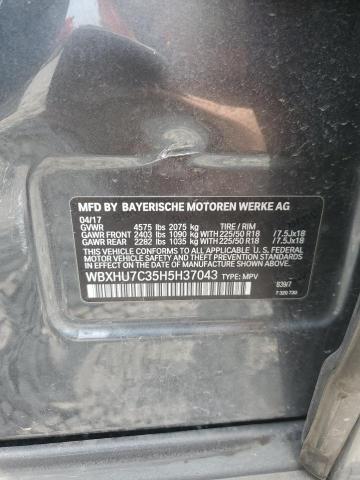 MFD BY BAYERISCHE MOTOREN WERKE AG
04/17
GVWR 4575 lbs 2075 kg TIRE / RIM
GAWR FRONT 2403 lbs 1090 kg WITH 225/50 R18 /7.5Jx18
GAWR REAR 2282 lbs 1035 kg WITH 225/50 R18 /7.5Jx18
THIS VEHICLE CONFORMS TO ALL APPLICABLE U.S. FEDERAL
MOTOR VEHICLE SAFETY, BUMPER, AND THEFT PREVENTION
STANDARDS IN EFFECT ON THE DATE OF MANUFACTURE SHOWN ABOVE.
WBXHU7C35H5H37043 TYPE: MPV